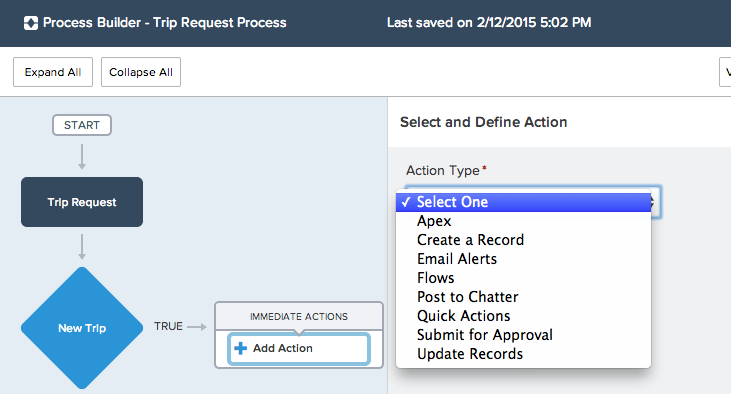 Process Builder - Trip Request Process
Last saved on 2/12/2015 5:02 PM
Expand All
Collapse All
START
Trip Request
New Trip
TRUE
IMMEDIATE ACTIONS
Add Action
Select and Define Action
Action Type*
✓ Select One
Apex
Create a Record
Email Alerts
Flows
Post to Chatter
Quick Actions
Submit for Approval
Update Records